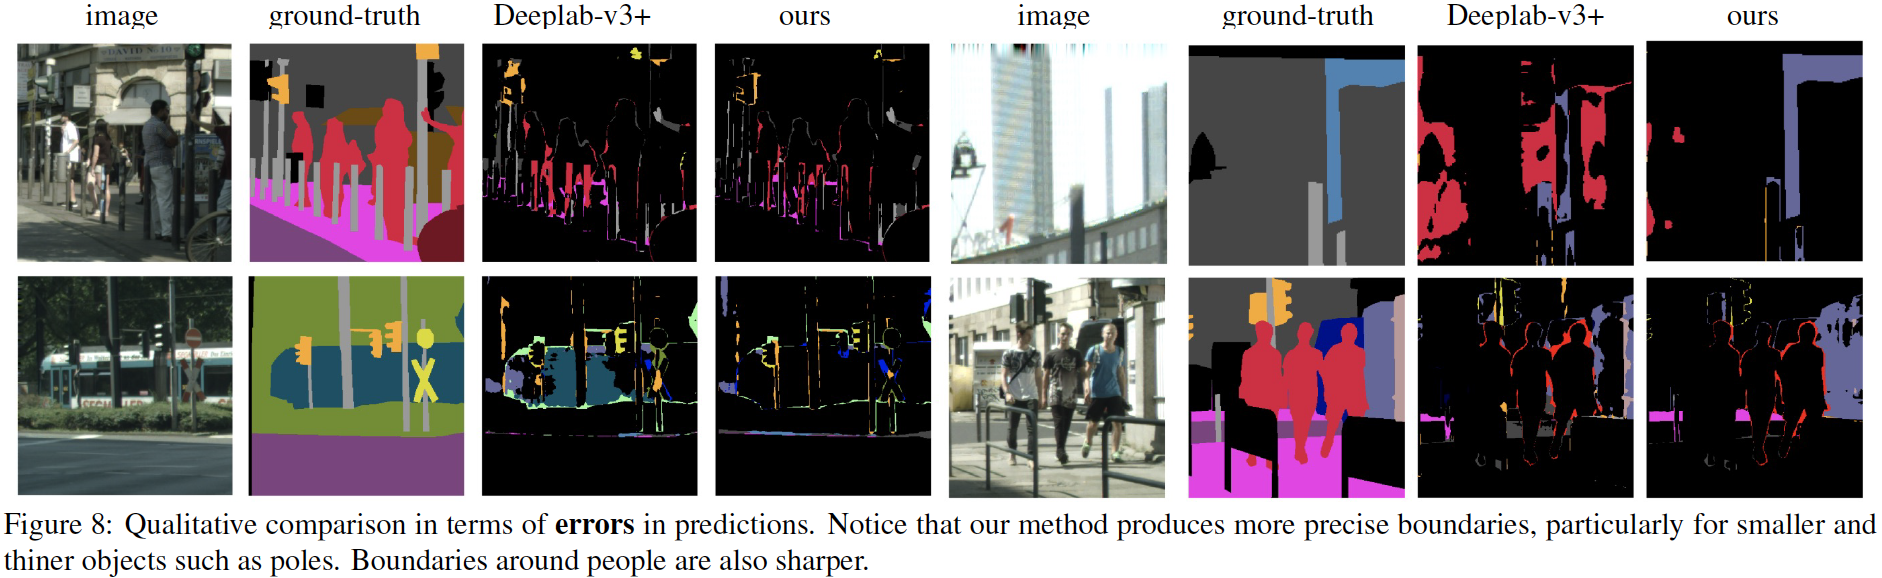 image ground-truth Deeplab-v3+ ours image ground-truth Deeplab-v3+ ours
DAVID N. 10
Figure 8: Qualitative comparison in terms of errors in predictions. Notice that our method produces more precise boundaries, particularly for smaller and
thiner objects such as poles. Boundaries around people are also sharper.